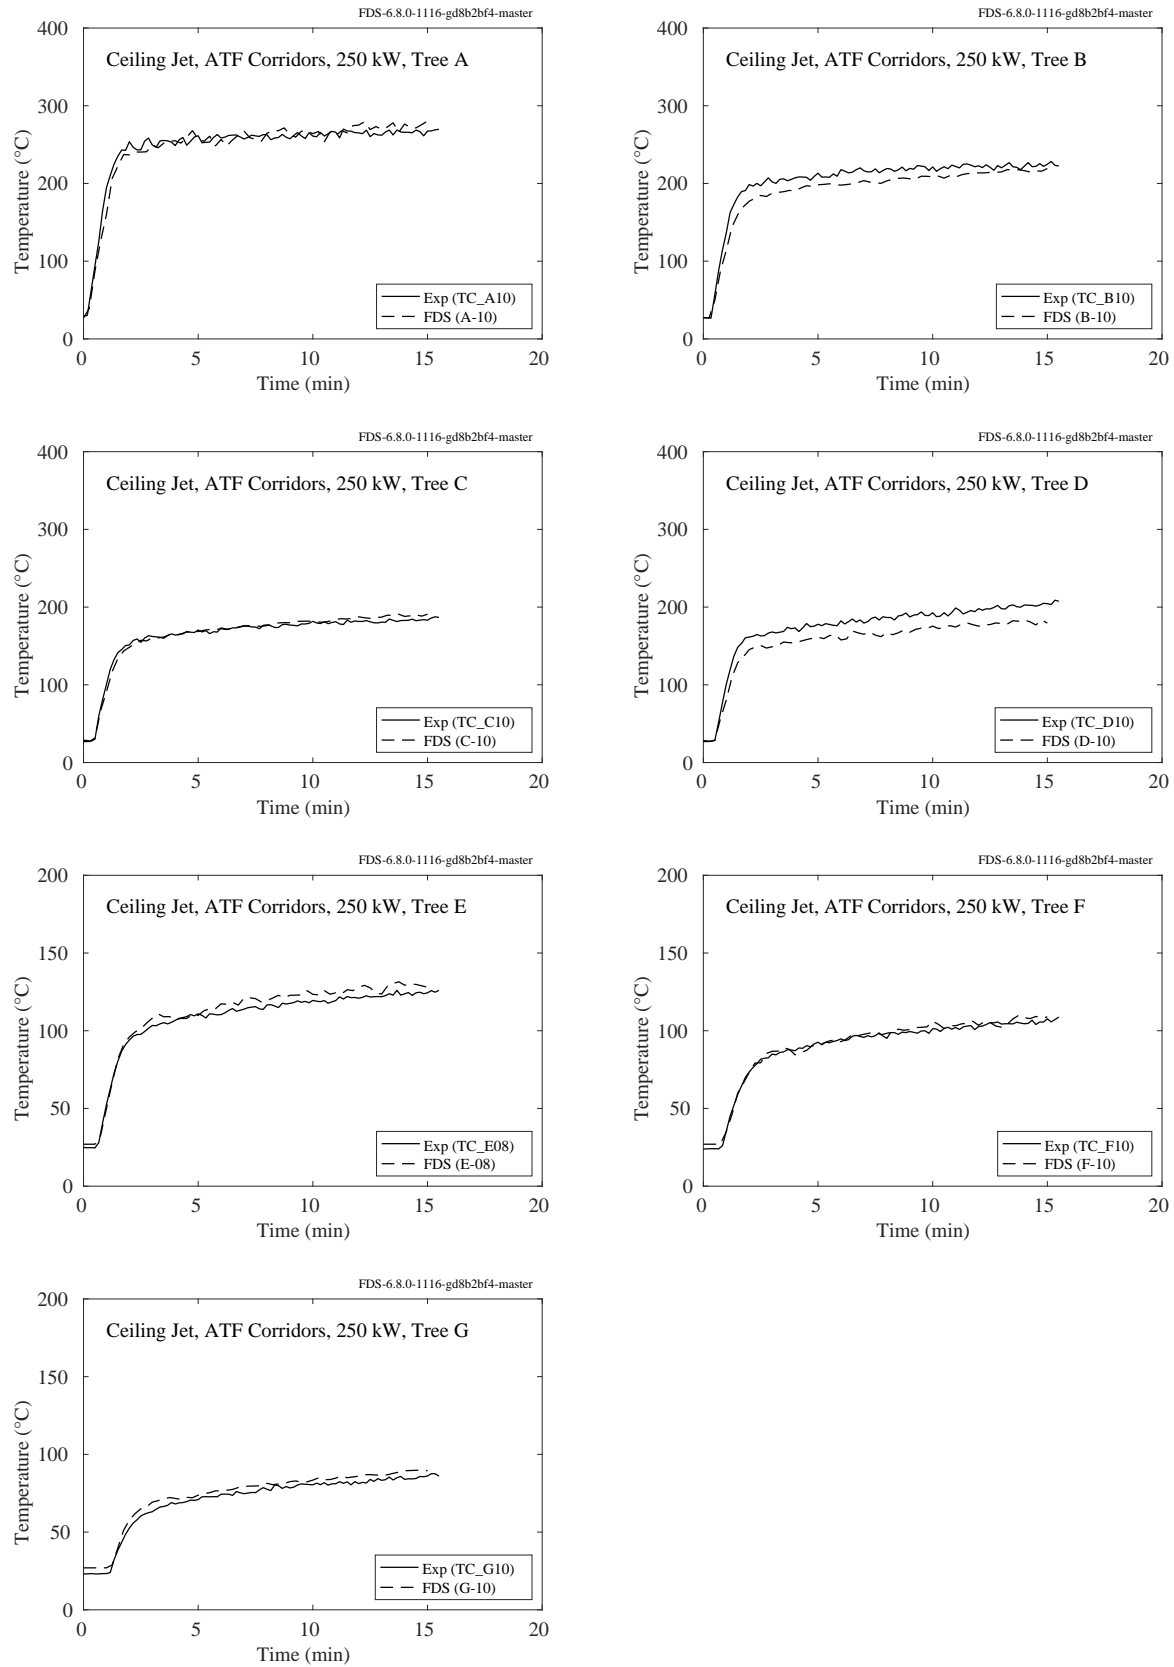 FDS-6.8.0-1116-gd8b2bf4-master
Ceiling Jet, ATF Corridors, 250 kW, Tree A
400
300
200
100
0
Temperature (°C)
Exp (TC_A10)
FDS (A-10)
0 5 10 15 20
Time (min)
FDS-6.8.0-1116-gd8b2bf4-master
Ceiling Jet, ATF Corridors, 250 kW, Tree B
400
300
200
100
0
Temperature (°C)
Exp (TC_B10)
FDS (B-10)
0 5 10 15 20
Time (min)
FDS-6.8.0-1116-gd8b2bf4-master
Ceiling Jet, ATF Corridors, 250 kW, Tree C
400
300
200
100
0
Temperature (°C)
Exp (TC_C10)
FDS (C-10)
0 5 10 15 20
Time (min)
FDS-6.8.0-1116-gd8b2bf4-master
Ceiling Jet, ATF Corridors, 250 kW, Tree D
400
300
200
100
0
Temperature (°C)
Exp (TC_D10)
FDS (D-10)
0 5 10 15 20
Time (min)
FDS-6.8.0-1116-gd8b2bf4-master
Ceiling Jet, ATF Corridors, 250 kW, Tree E
200
150
100
50
0
Temperature (°C)
Exp (TC_E08)
FDS (E-08)
0 5 10 15 20
Time (min)
FDS-6.8.0-1116-gd8b2bf4-master
Ceiling Jet, ATF Corridors, 250 kW, Tree F
200
150
100
50
0
Temperature (°C)
Exp (TC_F10)
FDS (F-10)
0 5 10 15 20
Time (min)
FDS-6.8.0-1116-gd8b2bf4-master
Ceiling Jet, ATF Corridors, 250 kW, Tree G
200
150
100
50
0
Temperature (°C)
Exp (TC_G10)
FDS (G-10)
0 5 10 15 20
Time (min)